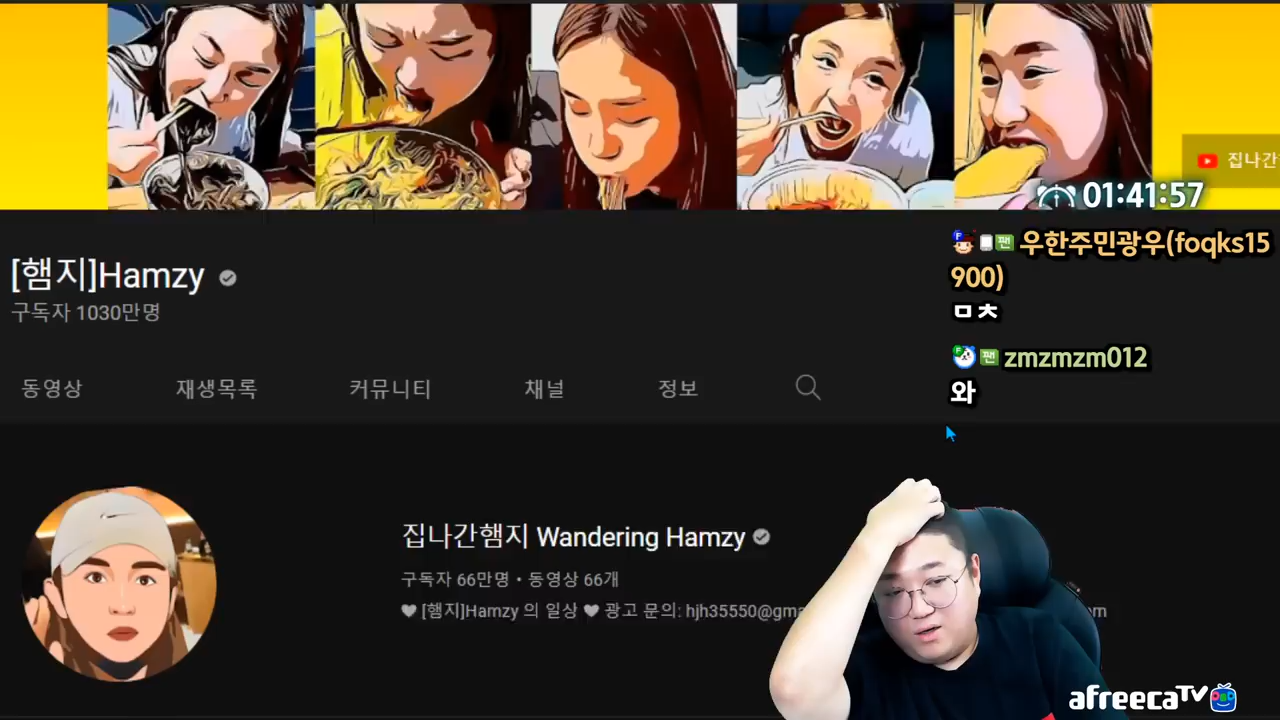 집나간
01:41:57
[햄지]Hamzy
구독자 1030만명
동영상 재생목록 커뮤니티 채널 정보
우한주민광우(foqks15
900)
ㅁㅊ
zmzmzm012
와
집나간햄지 Wandering Hamzy
구독자 66만명 • 동영상 66개
♥ [햄지]Hamzy 의 일상 ♥ 광고 문의: hjh35550@gma
afreecaTV